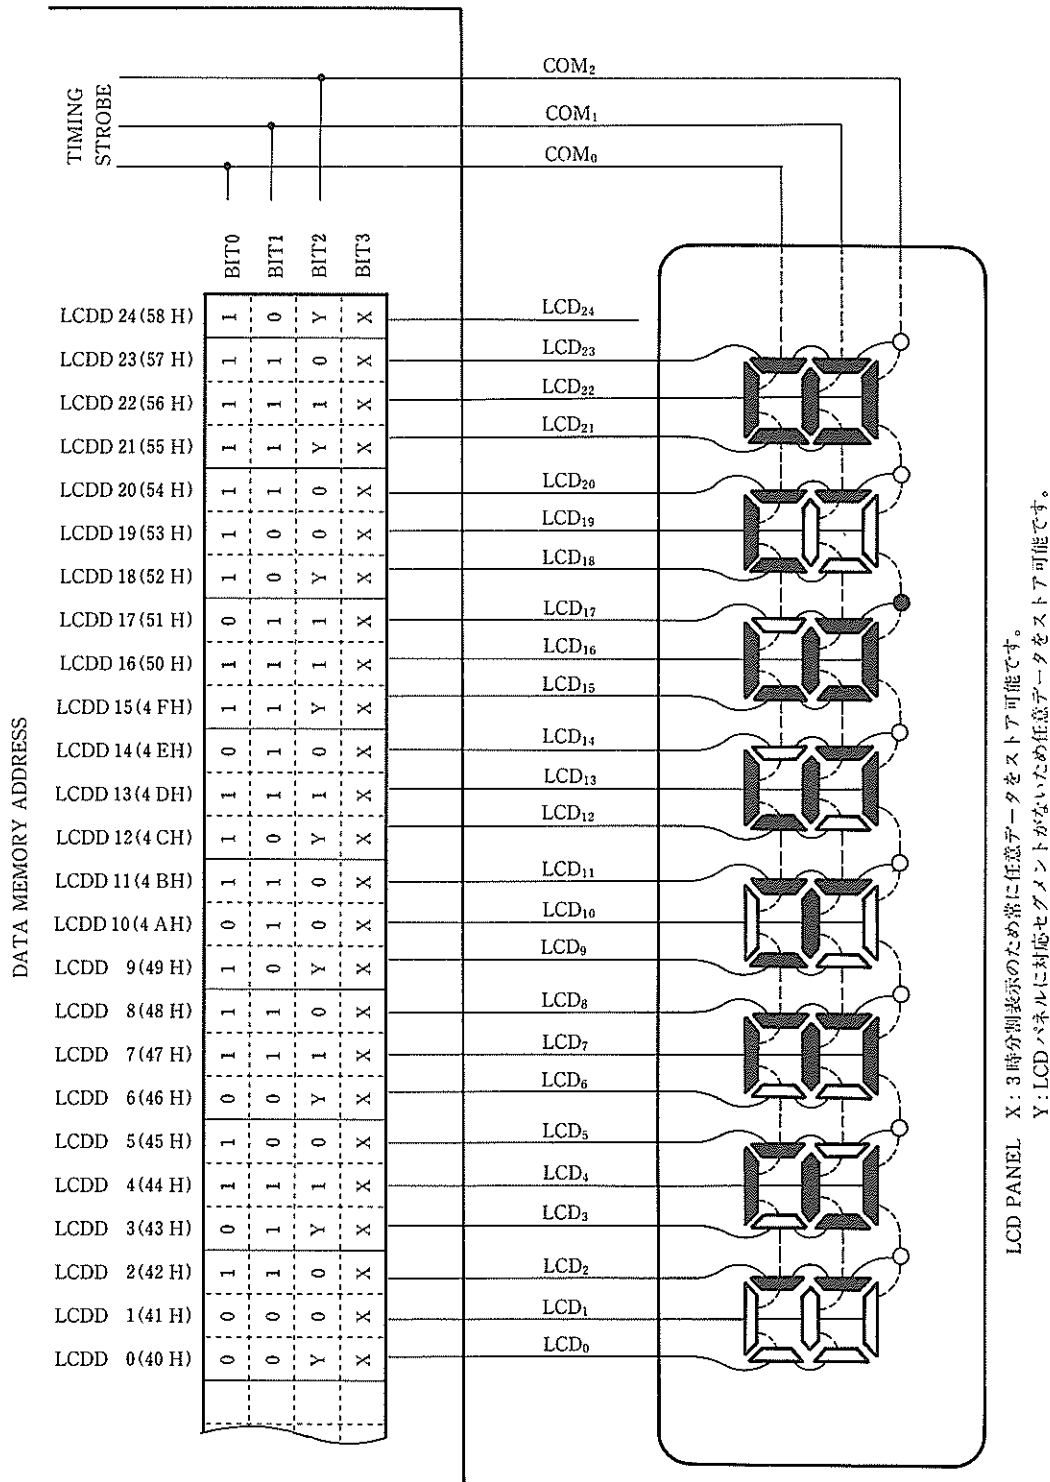 TIMING
STROBE
COM₂
COM₁
COM₀
BIT0
BIT1
BIT2
BIT3
DATA MEMORY ADDRESS
LCDD 24(58 H) 1 0 Y X LCD₂₄
LCDD 23(57 H) 1 1 0 X LCD₂₃
LCDD 22(56 H) 1 1 1 X LCD₂₂
LCDD 21(55 H) 1 1 Y X LCD₂₁
LCDD 20(54 H) 1 1 0 X LCD₂₀
LCDD 19(53 H) 1 0 0 X LCD₁₉
LCDD 18(52 H) 1 0 Y X LCD₁₈
LCDD 17(51 H) 0 1 1 X LCD₁₇
LCDD 16(50 H) 1 1 1 X LCD₁₆
LCDD 15(4 FH) 1 1 Y X LCD₁₅
LCDD 14(4 EH) 0 1 0 X LCD₁₄
LCDD 13(4 DH) 1 1 1 X LCD₁₃
LCDD 12(4 CH) 1 0 Y X LCD₁₂
LCDD 11(4 BH) 1 1 0 X LCD₁₁
LCDD 10(4 AH) 0 1 0 X LCD₁₀
LCDD 9(49 H) 1 0 Y X LCD₉
LCDD 8(48 H) 1 1 0 X LCD₈
LCDD 7(47 H) 1 1 1 X LCD₇
LCDD 6(46 H) 0 0 Y X LCD₆
LCDD 5(45 H) 1 0 0 X LCD₅
LCDD 4(44 H) 1 1 1 X LCD₄
LCDD 3(43 H) 0 1 Y X LCD₃
LCDD 2(42 H) 1 1 0 X LCD₂
LCDD 1(41 H) 0 0 0 X LCD₁
LCDD 0(40 H) 0 0 Y X LCD₀
LCD PANEL
X:3時分割表示のため常に任意データをストア可能です。
Y:LCDパネルに対応セグメントがないため任意データをストア可能です。